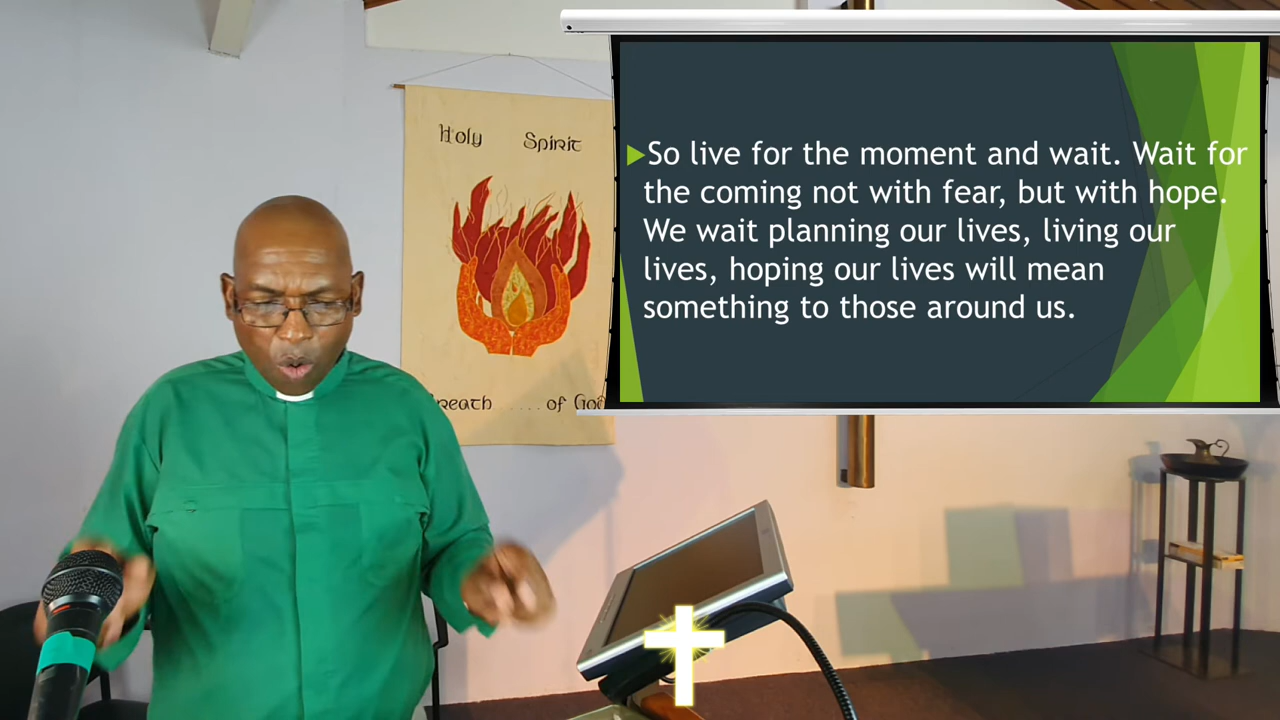 Holy Spirit
So live for the moment and wait. Wait for
the coming not with fear, but with hope.
We wait planning our lives, living our
lives, hoping our lives will mean
something to those around us.
of God